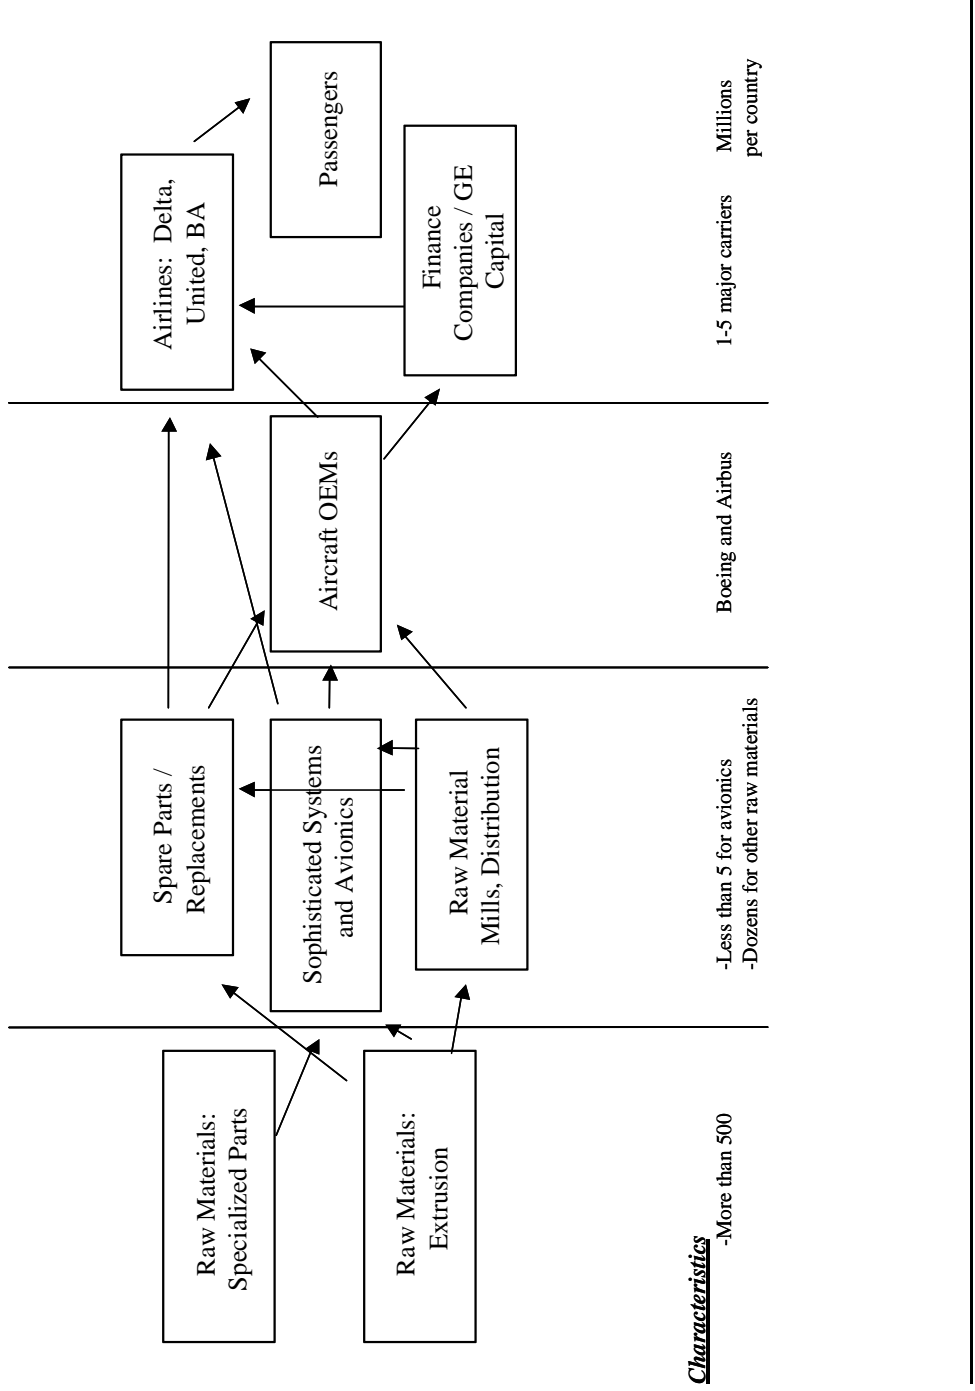 Raw Materials:
Specialized Parts
Raw Materials:
Extrusion
Spare Parts /
Replacements
Sophisticated Systems
and Avionics
Raw Material
Mills, Distribution
Aircraft OEMs
Airlines:  Delta,
United, BA
Passengers
Finance
Companies / GE
Capital
Characteristics
-More than 500
-Less than 5 for avionics
-Dozens for other raw materials
Boeing and Airbus
1-5 major carriers
Millions
per country